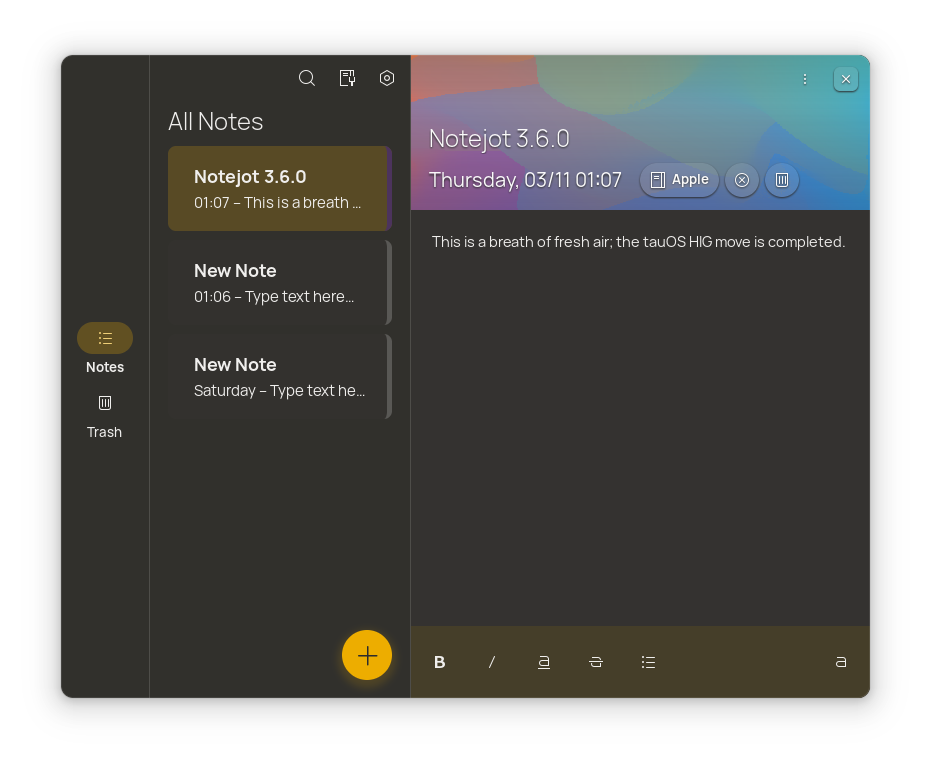 All Notes
Notejot 3.6.0
01:07 – This is a breath ...
New Note
01:06 – Type text here...
New Note
Saturday – Type text he...
Notes
Trash
Notejot 3.6.0
Thursday, 03/11 01:07
Apple
This is a breath of fresh air; the tauOS HIG move is completed.
B / a S a